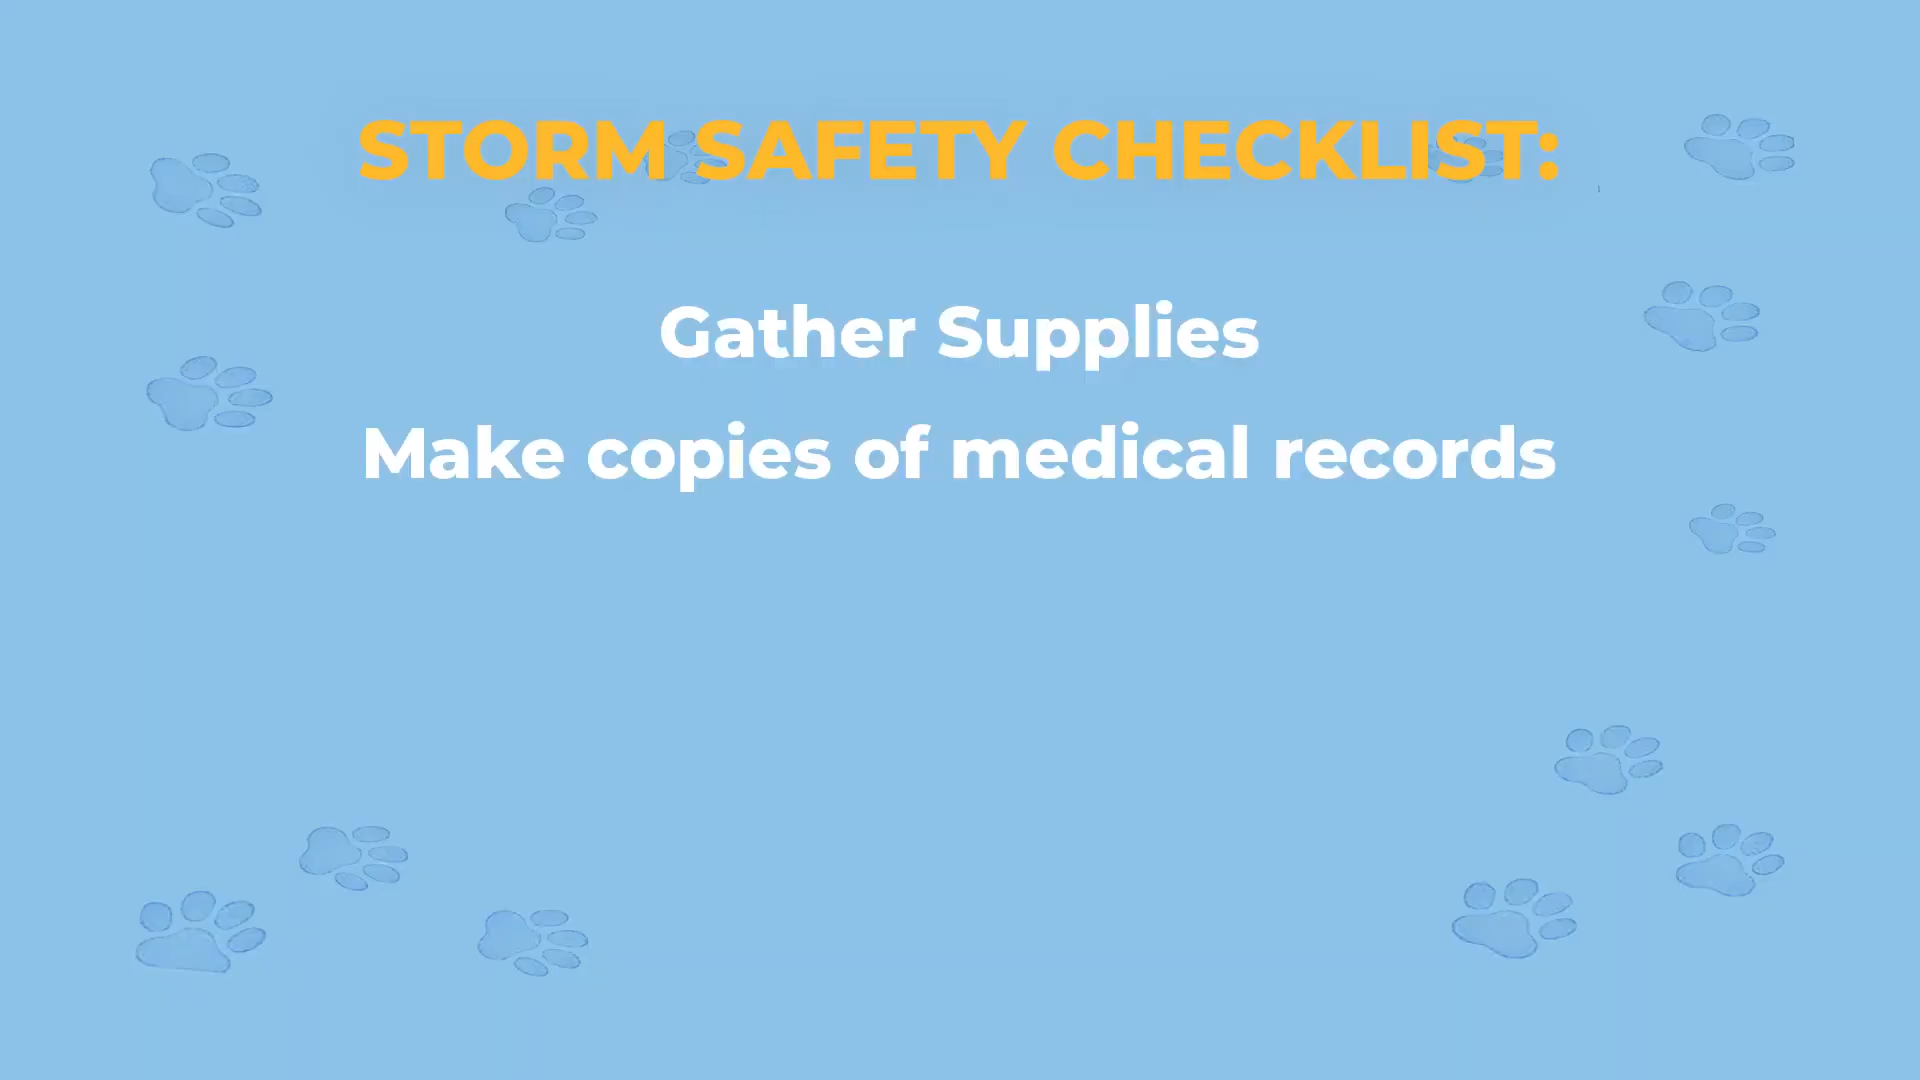 STORM SAFETY CHECKLIST:
Gather Supplies
Make copies of medical records